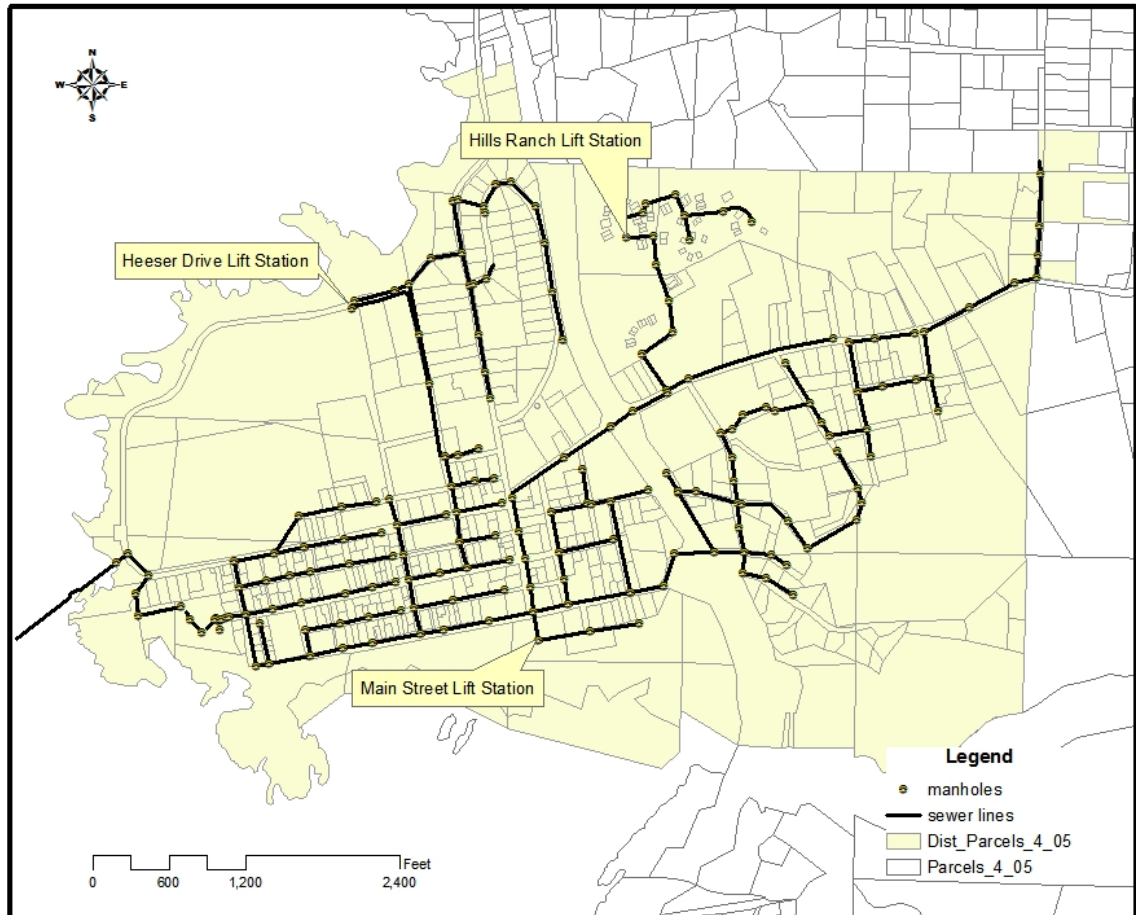 N
W E
S
Hills Ranch Lift Station
Heeser Drive Lift Station
Main Street Lift Station
Legend
manholes
sewer lines
Dist_Parcels_4_05
Parcels_4_05
Feet
0 600 1,200 2,400